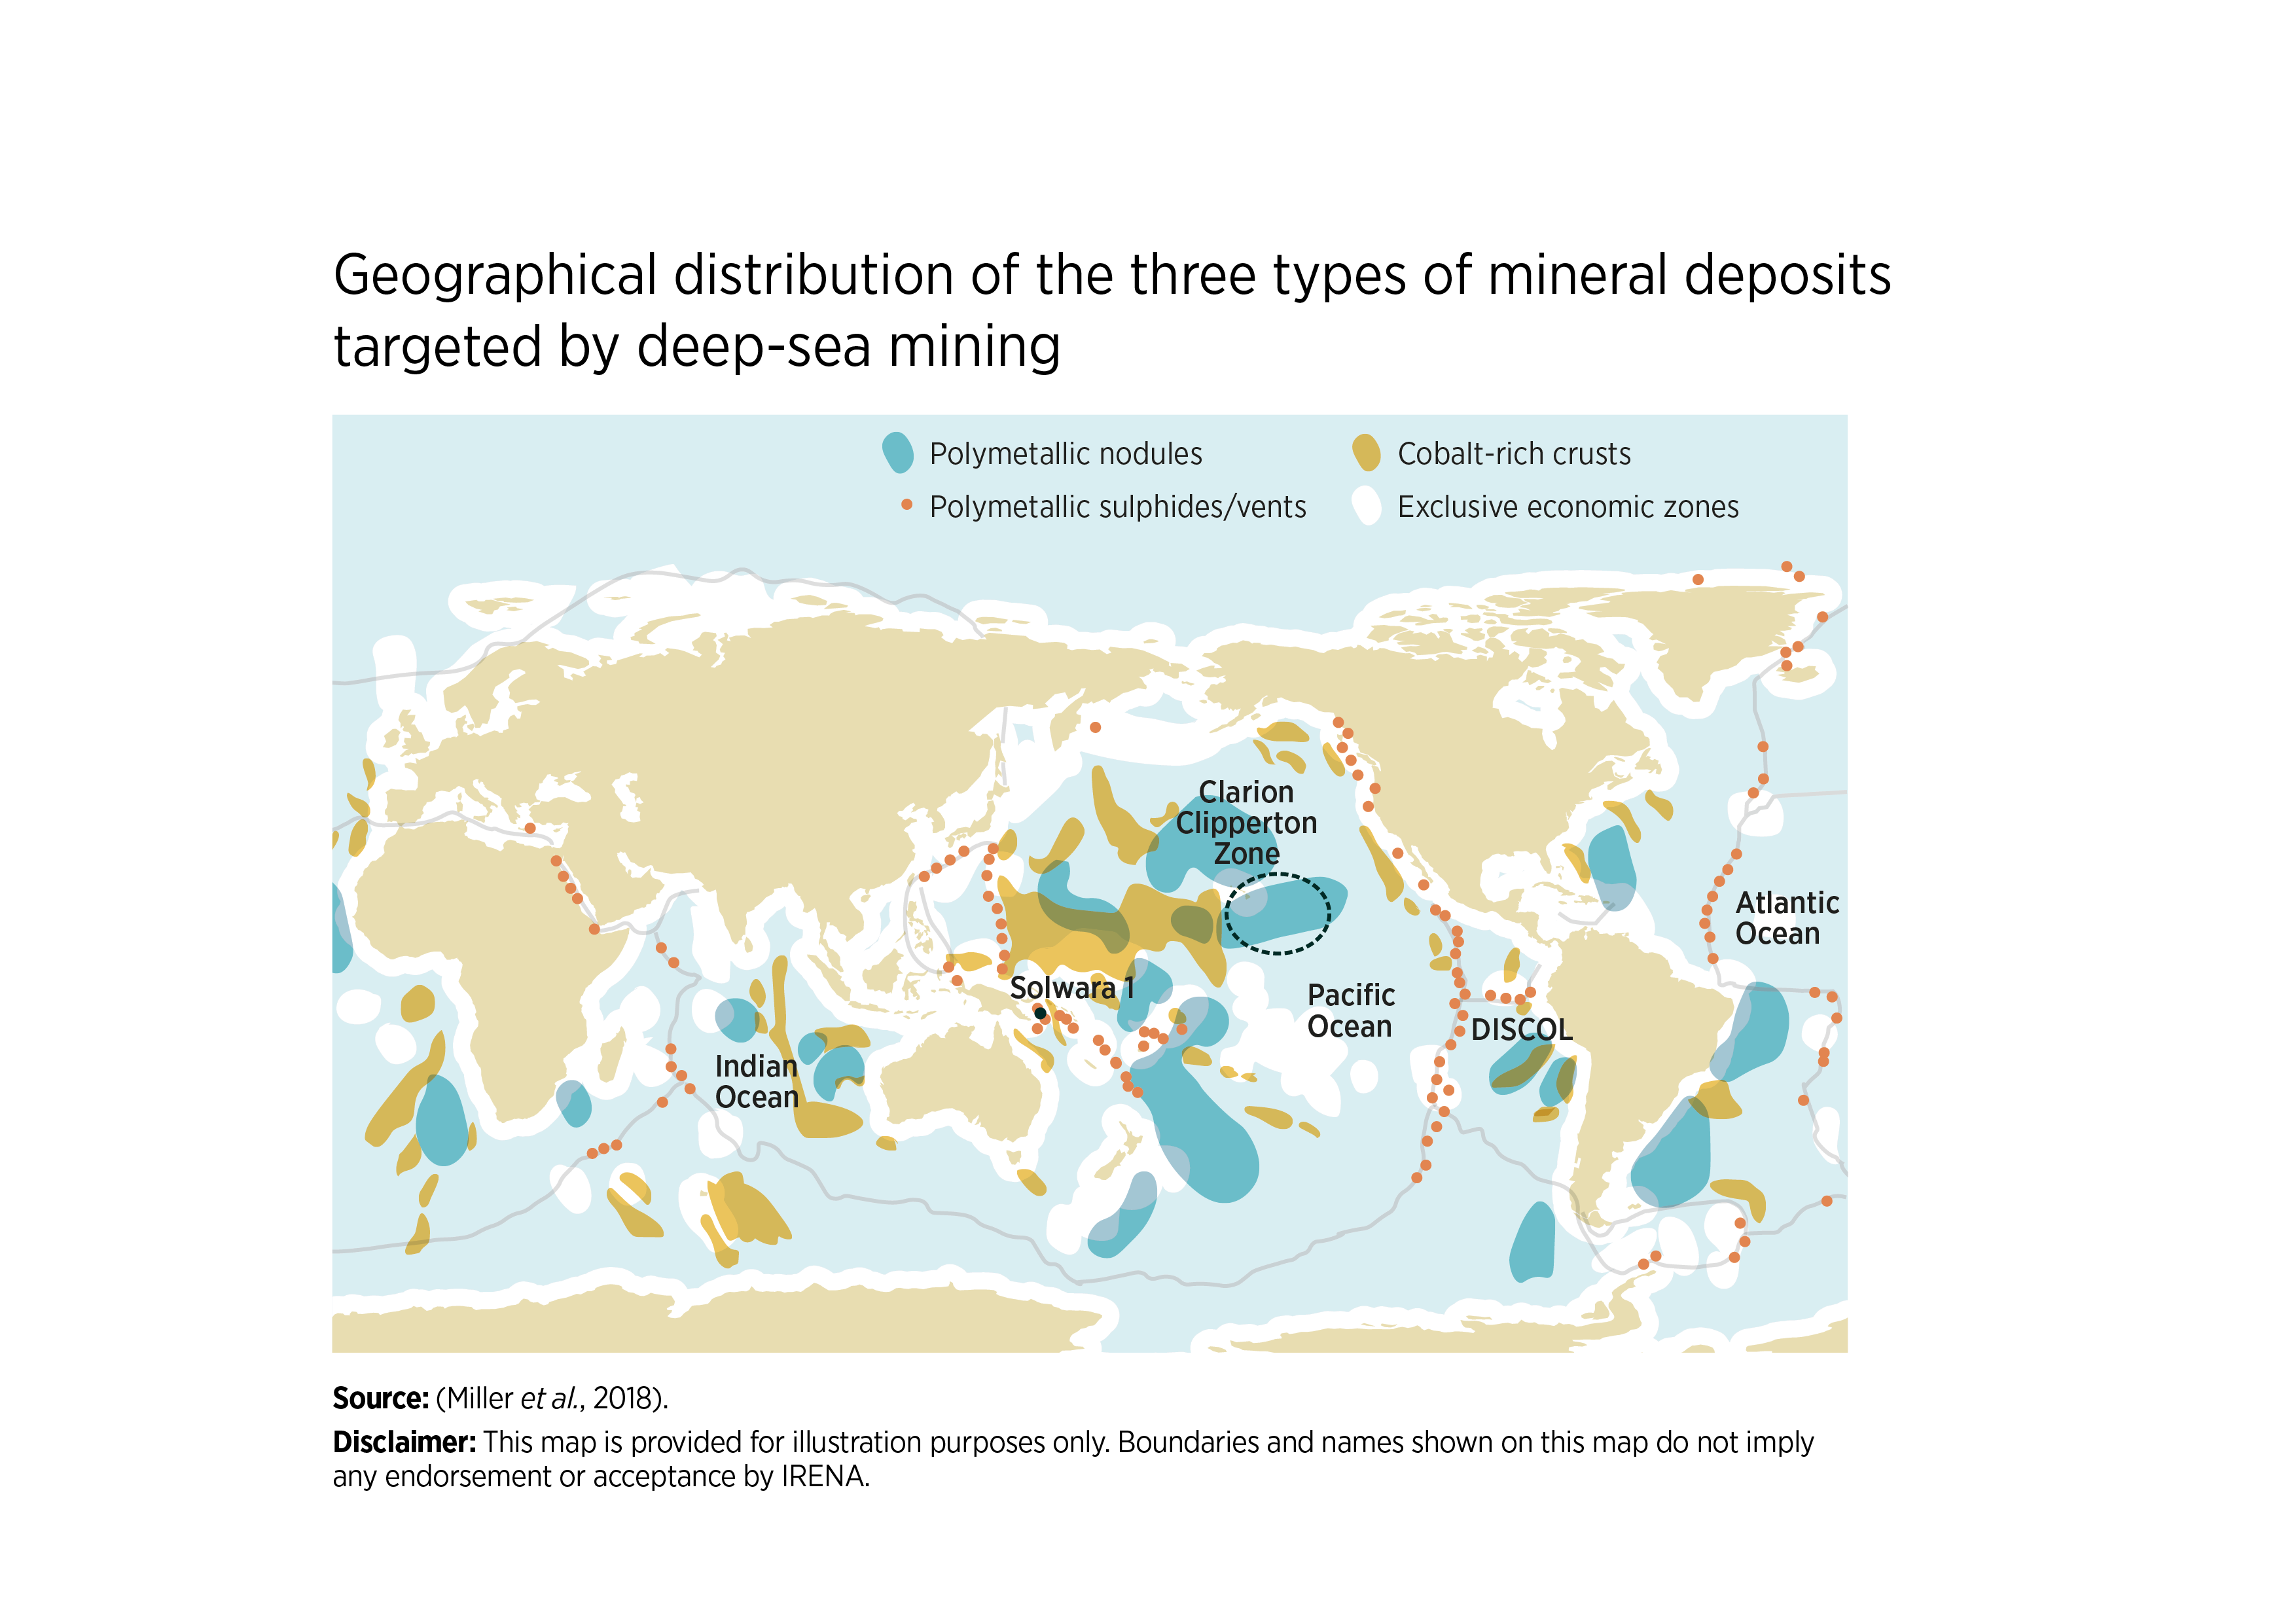 Geographical distribution of the three types of mineral deposits
targeted by deep-sea mining
Polymetallic nodules
Cobalt-rich crusts
Polymetallic sulphides/vents
Exclusive economic zones
Clarion
Clipperton
Zone
Atlantic
Ocean
Solwara 1
Pacific
Ocean
DISCOL
Indian
Ocean
Source: (Miller et al., 2018).
Disclaimer: This map is provided for illustration purposes only. Boundaries and names shown on this map do not imply
any endorsement or acceptance by IRENA.